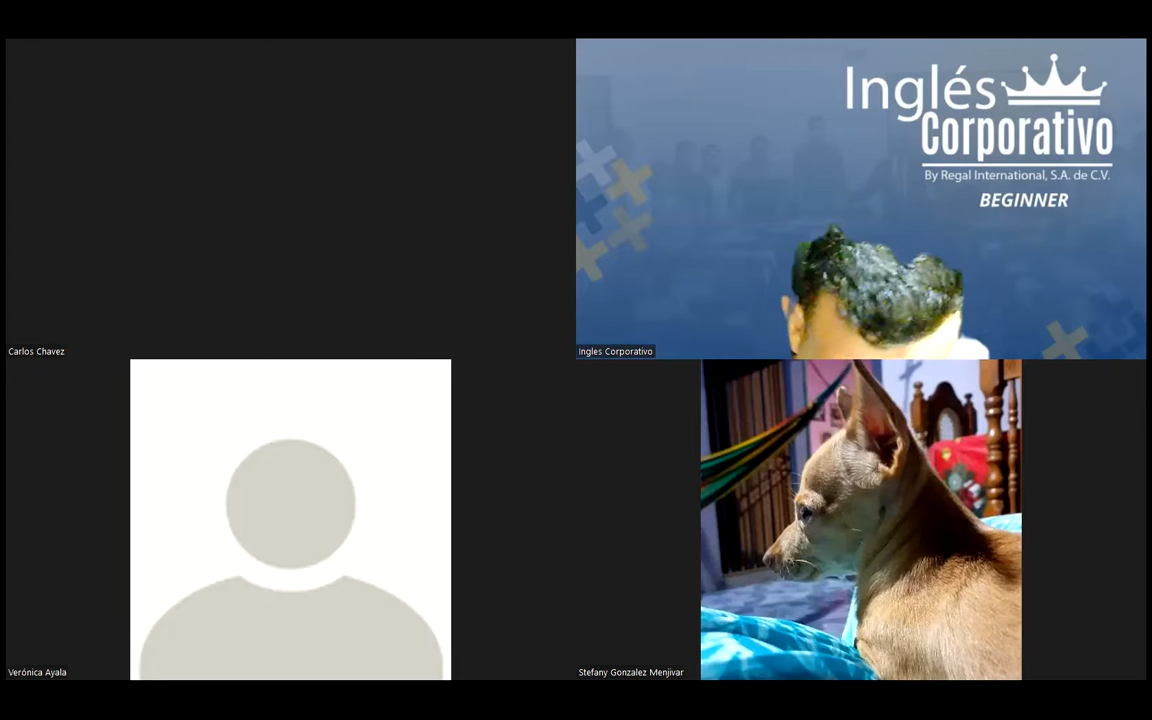 Inglés
Corporativo
By Regal International, S.A. de C.V.
BEGINNER
Carlos Chavez
Ingles Corporativo
Verónica Ayala
Stefany Gonzalez Menjivar